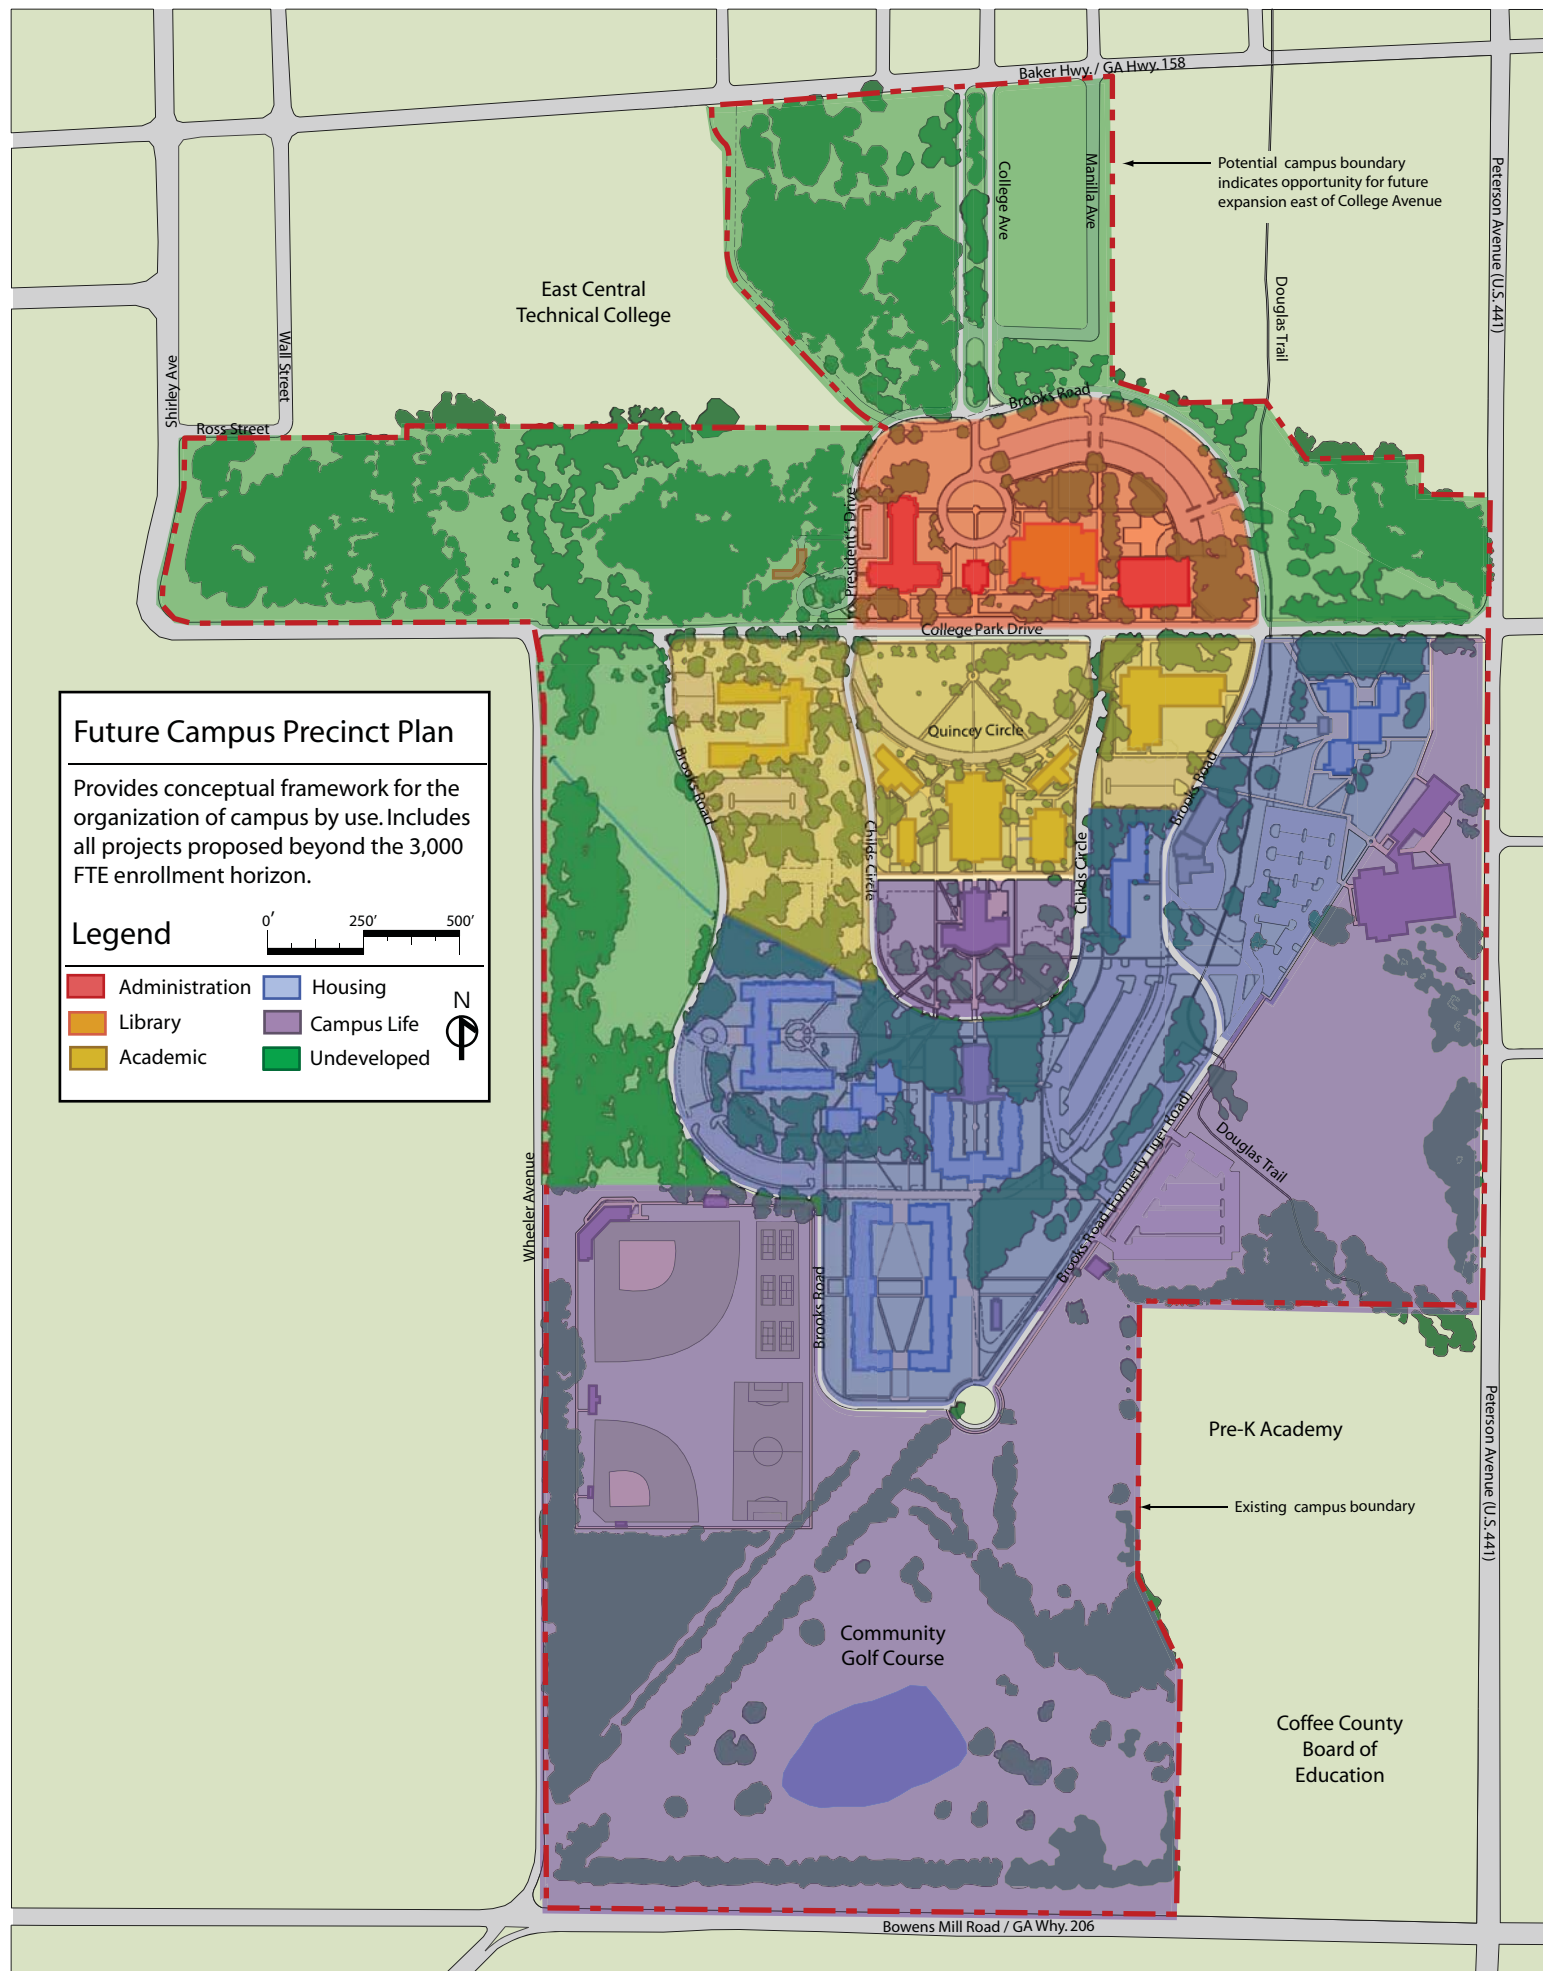 Baker Hwy. / GA Hwy. 158
Potential campus boundary
indicates opportunity for future
expansion east of College Avenue
College Ave
Manilla Ave
Peterson Avenue (U.S. 441)
East Central
Technical College
Douglas Trail
Wall Street
Shirley Ave
Ross Street
Brooks Road
President's Drive
College Park Drive
Future Campus Precinct Plan
Provides conceptual framework for the
organization of campus by use. Includes
all projects proposed beyond the 3,000
FTE enrollment horizon.
Legend
0' 250' 500'
Administration Housing
Library Campus Life
Academic Undeveloped
N
Quincey Circle
Brooks Road
Brooks Road
Childs Circle
Childs Circle
Wheeler Avenue
Brooks Road (Formerly Tiger Road)
Douglas Trail
Brooks Road
Pre-K Academy
Peterson Avenue (U.S. 441)
Existing campus boundary
Community
Golf Course
Coffee County
Board of
Education
Bowens Mill Road / GA Why. 206